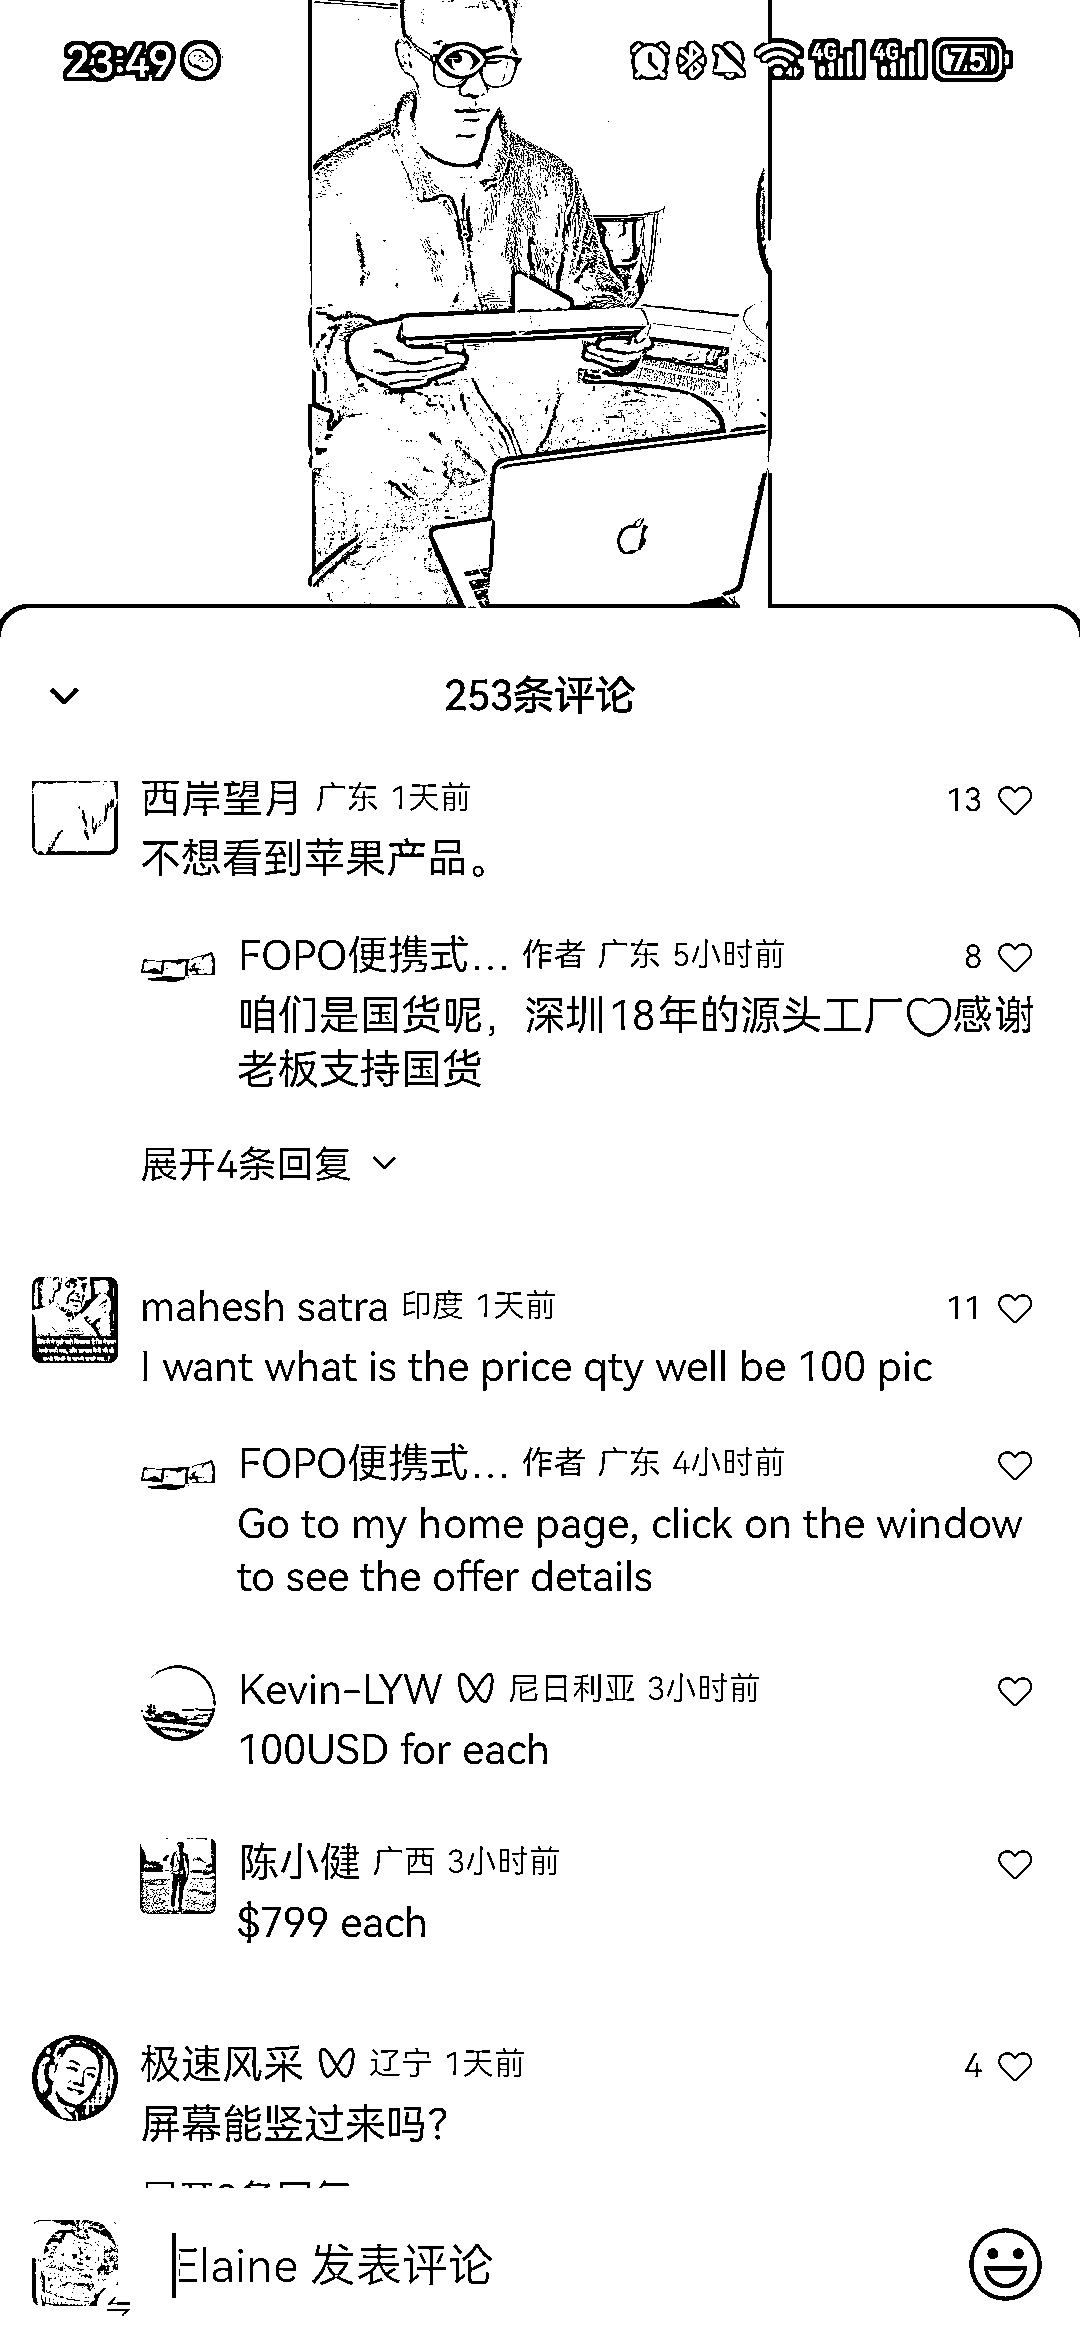 23:49
4G 4G 75
253条评论
西岸望月 广东 1天前 13
不想看到苹果产品。
FOPO便携式... 作者 广东 5小时前 8
咱们是国货呢，深圳18年的源头工厂♡感谢
老板支持国货
展开4条回复
mahesh satra 印度 1天前 11
I want what is the price qty well be 100 pic
FOPO便携式... 作者 广东 4小时前
Go to my home page, click on the window
to see the offer details
Kevin-LYW 尼日利亚 3小时前
100USD for each
陈小健 广西 3小时前
$799 each
极速风采 辽宁 1天前 4
屏幕能竖过来吗?
Elaine 发表评论